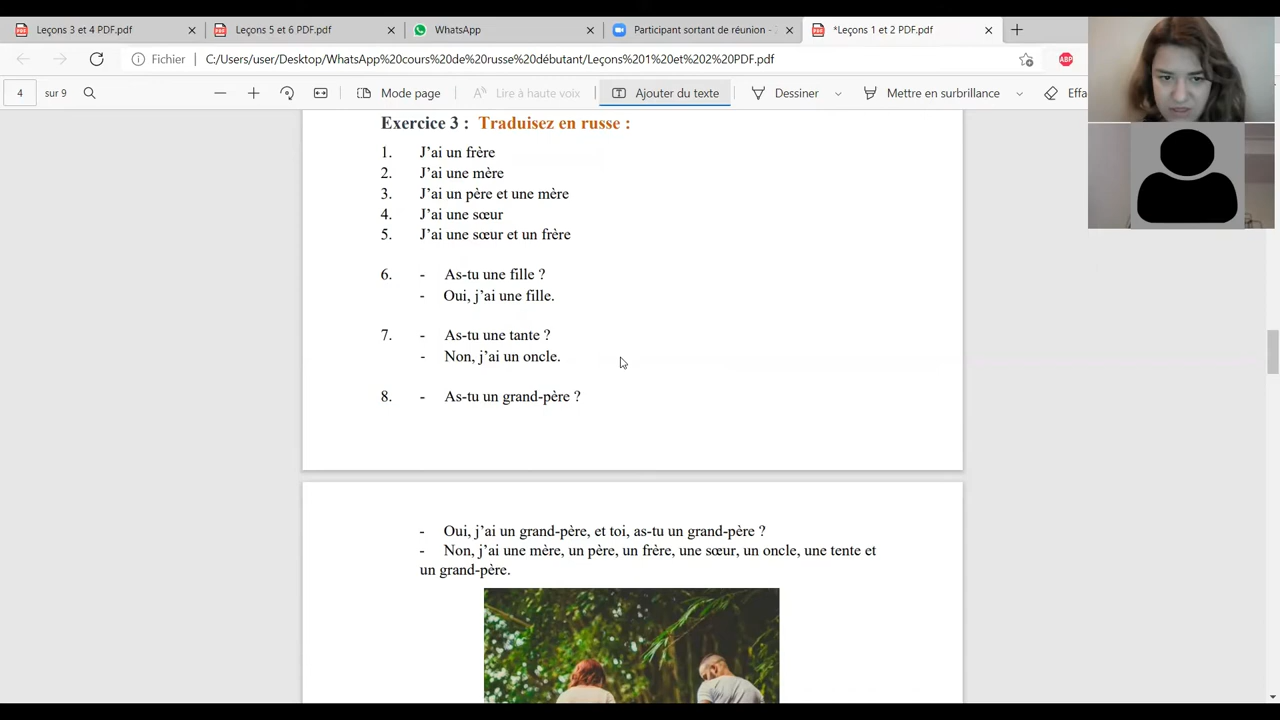 Leçons 3 et 4 PDF.pdf
Leçons 5 et 6 PDF.pdf
WhatsApp
Participant sortant de réunion -
*Leçons 1 et 2 PDF.pdf
Fichier
C:/Users/user/Desktop/WhatsApp%20cours%20de%20russe%20débutant/Leçons%201%20et%202%20PDF.pdf
ABP
4 sur 9
Mode page
Lire à haute voix
Ajouter du texte
Dessiner
Mettre en surbrillance
Effa
Exercice 3 : Traduisez en russe :
1. J’ai un frère
2. J’ai une mère
3. J’ai un père et une mère
4. J’ai une sœur
5. J’ai une sœur et un frère
6. - As-tu une fille ?
- Oui, j’ai une fille.
7. - As-tu une tante ?
- Non, j’ai un oncle.
8. - As-tu un grand-père ?
- Oui, j’ai un grand-père, et toi, as-tu un grand-père ?
- Non, j’ai une mère, un père, un frère, une sœur, un oncle, une tente et
un grand-père.